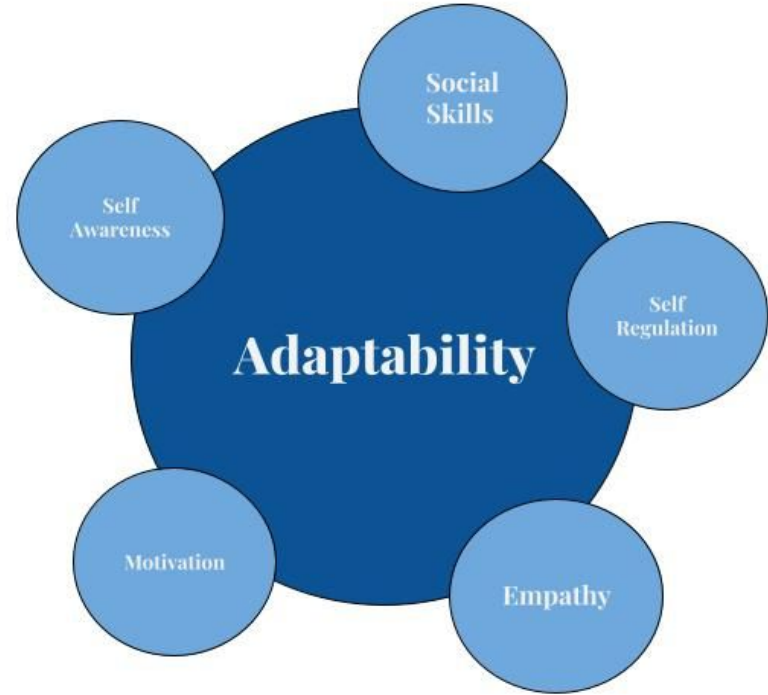 Social
Skills
Self
Awareness
Self
Regulation
Adaptability
Motivation
Empathy